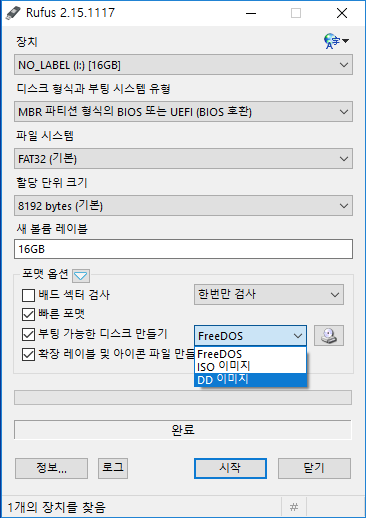 Rufus 2.15.1117
장치
NO_LABEL (I:) [16GB]
디스크 형식과 부팅 시스템 유형
MBR 파티션 형식의 BIOS 또는 UEFI (BIOS 호환)
파일 시스템
FAT32 (기본)
할당 단위 크기
8192 bytes (기본)
새 볼륨 레이블
16GB
포맷 옵션
배드 섹터 검사 한번만 검사
빠른 포맷
부팅 가능한 디스크 만들기 FreeDOS
FreeDOS
확장 레이블 및 아이콘 파일 만들
ISO 이미지
DD 이미지
완료
정보... 로그 시작 닫기
1개의 장치를 찾음 #